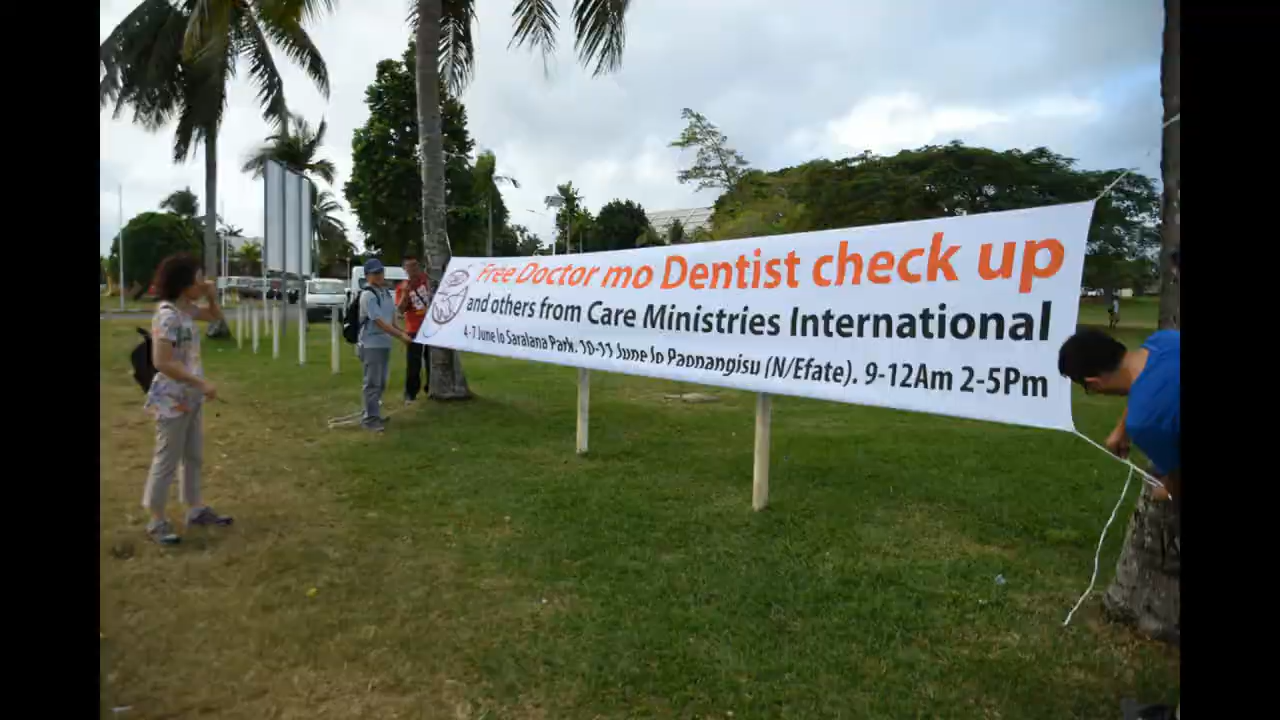 Free Doctor mo Dentist check up
and others from Care Ministries International
4-7 June lo Saralana Park. 10-11 June lo Paonangisu (N/Efate). 9-12Am 2-5Pm